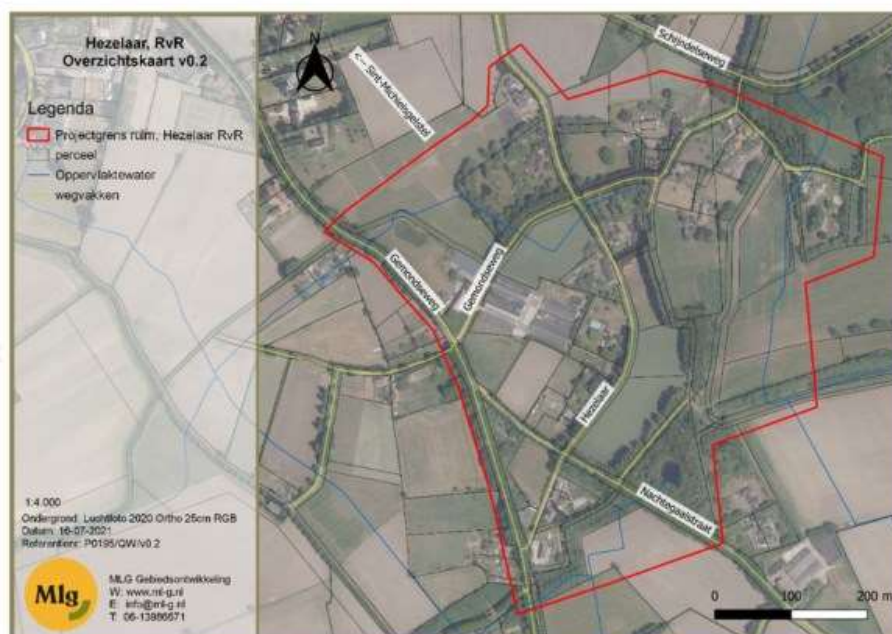 Hezelaar, RvR
Overzichtskaart v0.2
Legenda
Projectgrens ruim, Hezelaar RvR
perceel
Oppervlaktewater
wegvakken
1:4.000
Ondergrond: Luchtfoto 2020 Ortho 25cm RGB
Datum: 16-07-2021
Referentienr: P0195/QW/v0.2
Mlg
MLG Gebiedsontwikkeling
W: www.ml-g.nl
E: info@ml-g.nl
T: 06-13986671
N
<-- Sint-Michielsgestel
Schijndelseweg
Gemondseweg
Gemondseweg
Hezelaar
Nachtegaalstraat
0 100 200 m